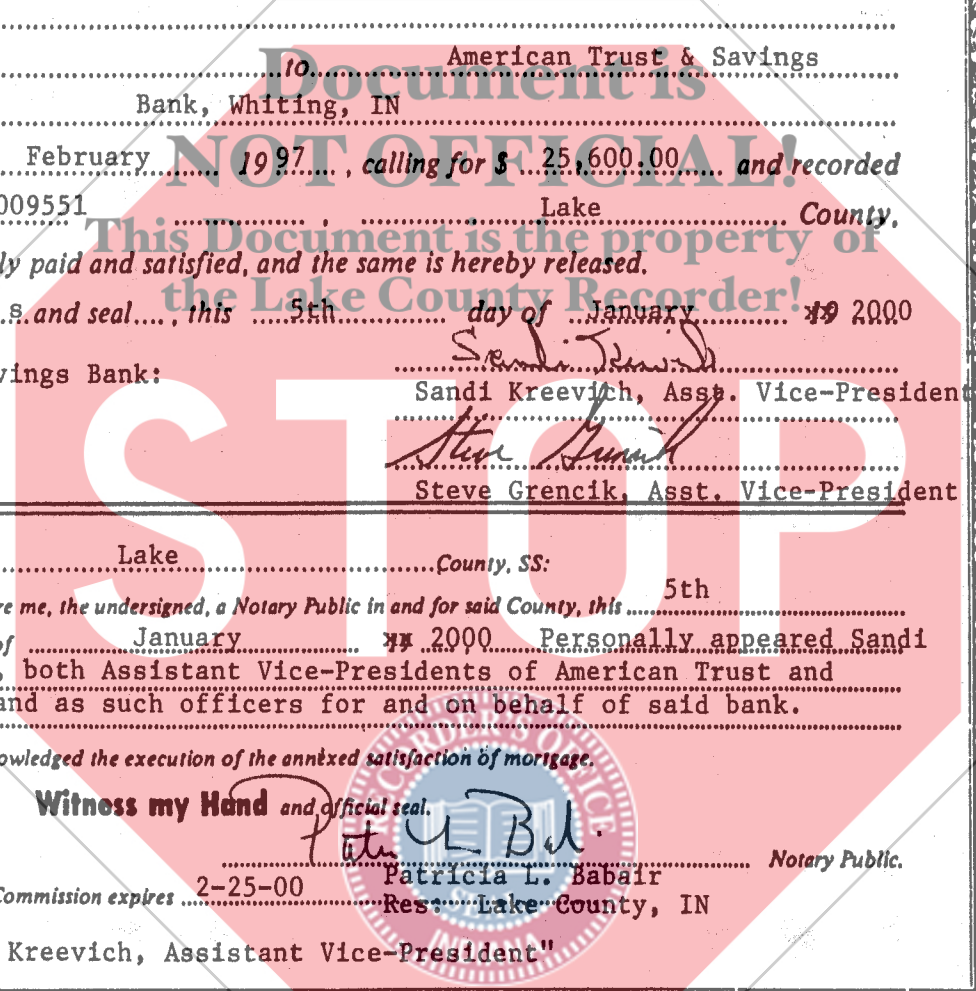 Document is
NOT OFFICIAL!
This Document is the property of
the Lake County Recorder!
STOP
to American Trust & Savings
Bank, Whiting, IN
February 1997, calling for $ 25,600.00 and recorded
009551 , Lake County,
ly paid and satisfied, and the same is hereby released.
s and seal...., this 5th day of January 19 2000
vings Bank:
Sandi Kreevich, Asst. Vice-President
Steve Grencik, Asst. Vice-President
Lake County, SS:
re me, the undersigned, a Notary Public in and for said County, this 5th
of January 2000 Personally appeared Sandi
, both Assistant Vice-Presidents of American Trust and
and as such officers for and on behalf of said bank.
owledged the execution of the annexed satisfaction of mortgage.
Witness my Hand and official seal.
Notary Public.
Patricia L. Babair
Commission expires 2-25-00
Res: Lake County, IN
Kreevich, Assistant Vice-President"
RECORDER'S OFFICE
SEAL
INDIANA